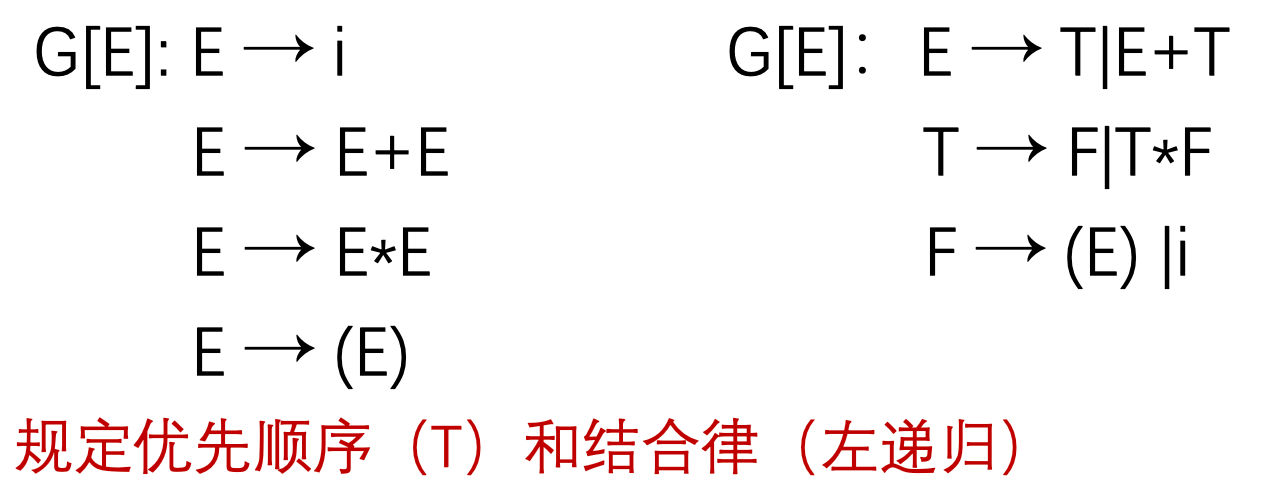 G[E]: E → i
E → E+E
E → E*E
E → (E)
G[E]： E → T|E+T
T → F|T*F
F → (E) |i
规定优先顺序（T）和结合律（左递归）